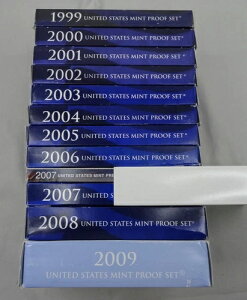 1999 UNITED STATES MINT PROOF SET®
2000 UNITED STATES MINT PROOF SET®
2001 UNITED STATES MINT PROOF SET®
2002 UNITED STATES MINT PROOF SET®
2003 UNITED STATES MINT PROOF SET®
2004 UNITED STATES MINT PROOF SET®
2005 UNITED STATES MINT PROOF SET®
2006 UNITED STATES MINT PROOF SET®
2007 UNITED STATES MINT
2007
2008 UNITED STATES MINT PROOF SET®
2009
UNITED STATES MINT PROOF SET®